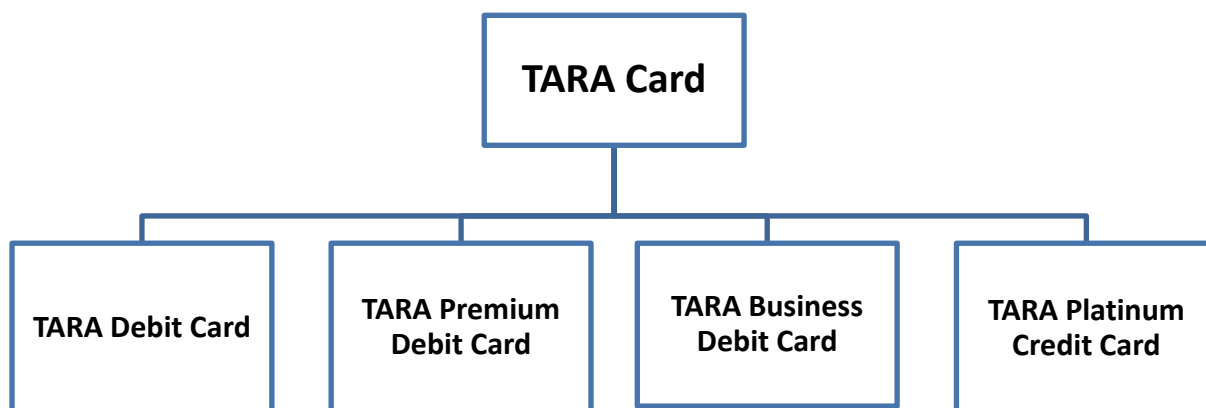 TARA Card
TARA Debit Card
TARA Premium
Debit Card
TARA Business
Debit Card
TARA Platinum
Credit Card